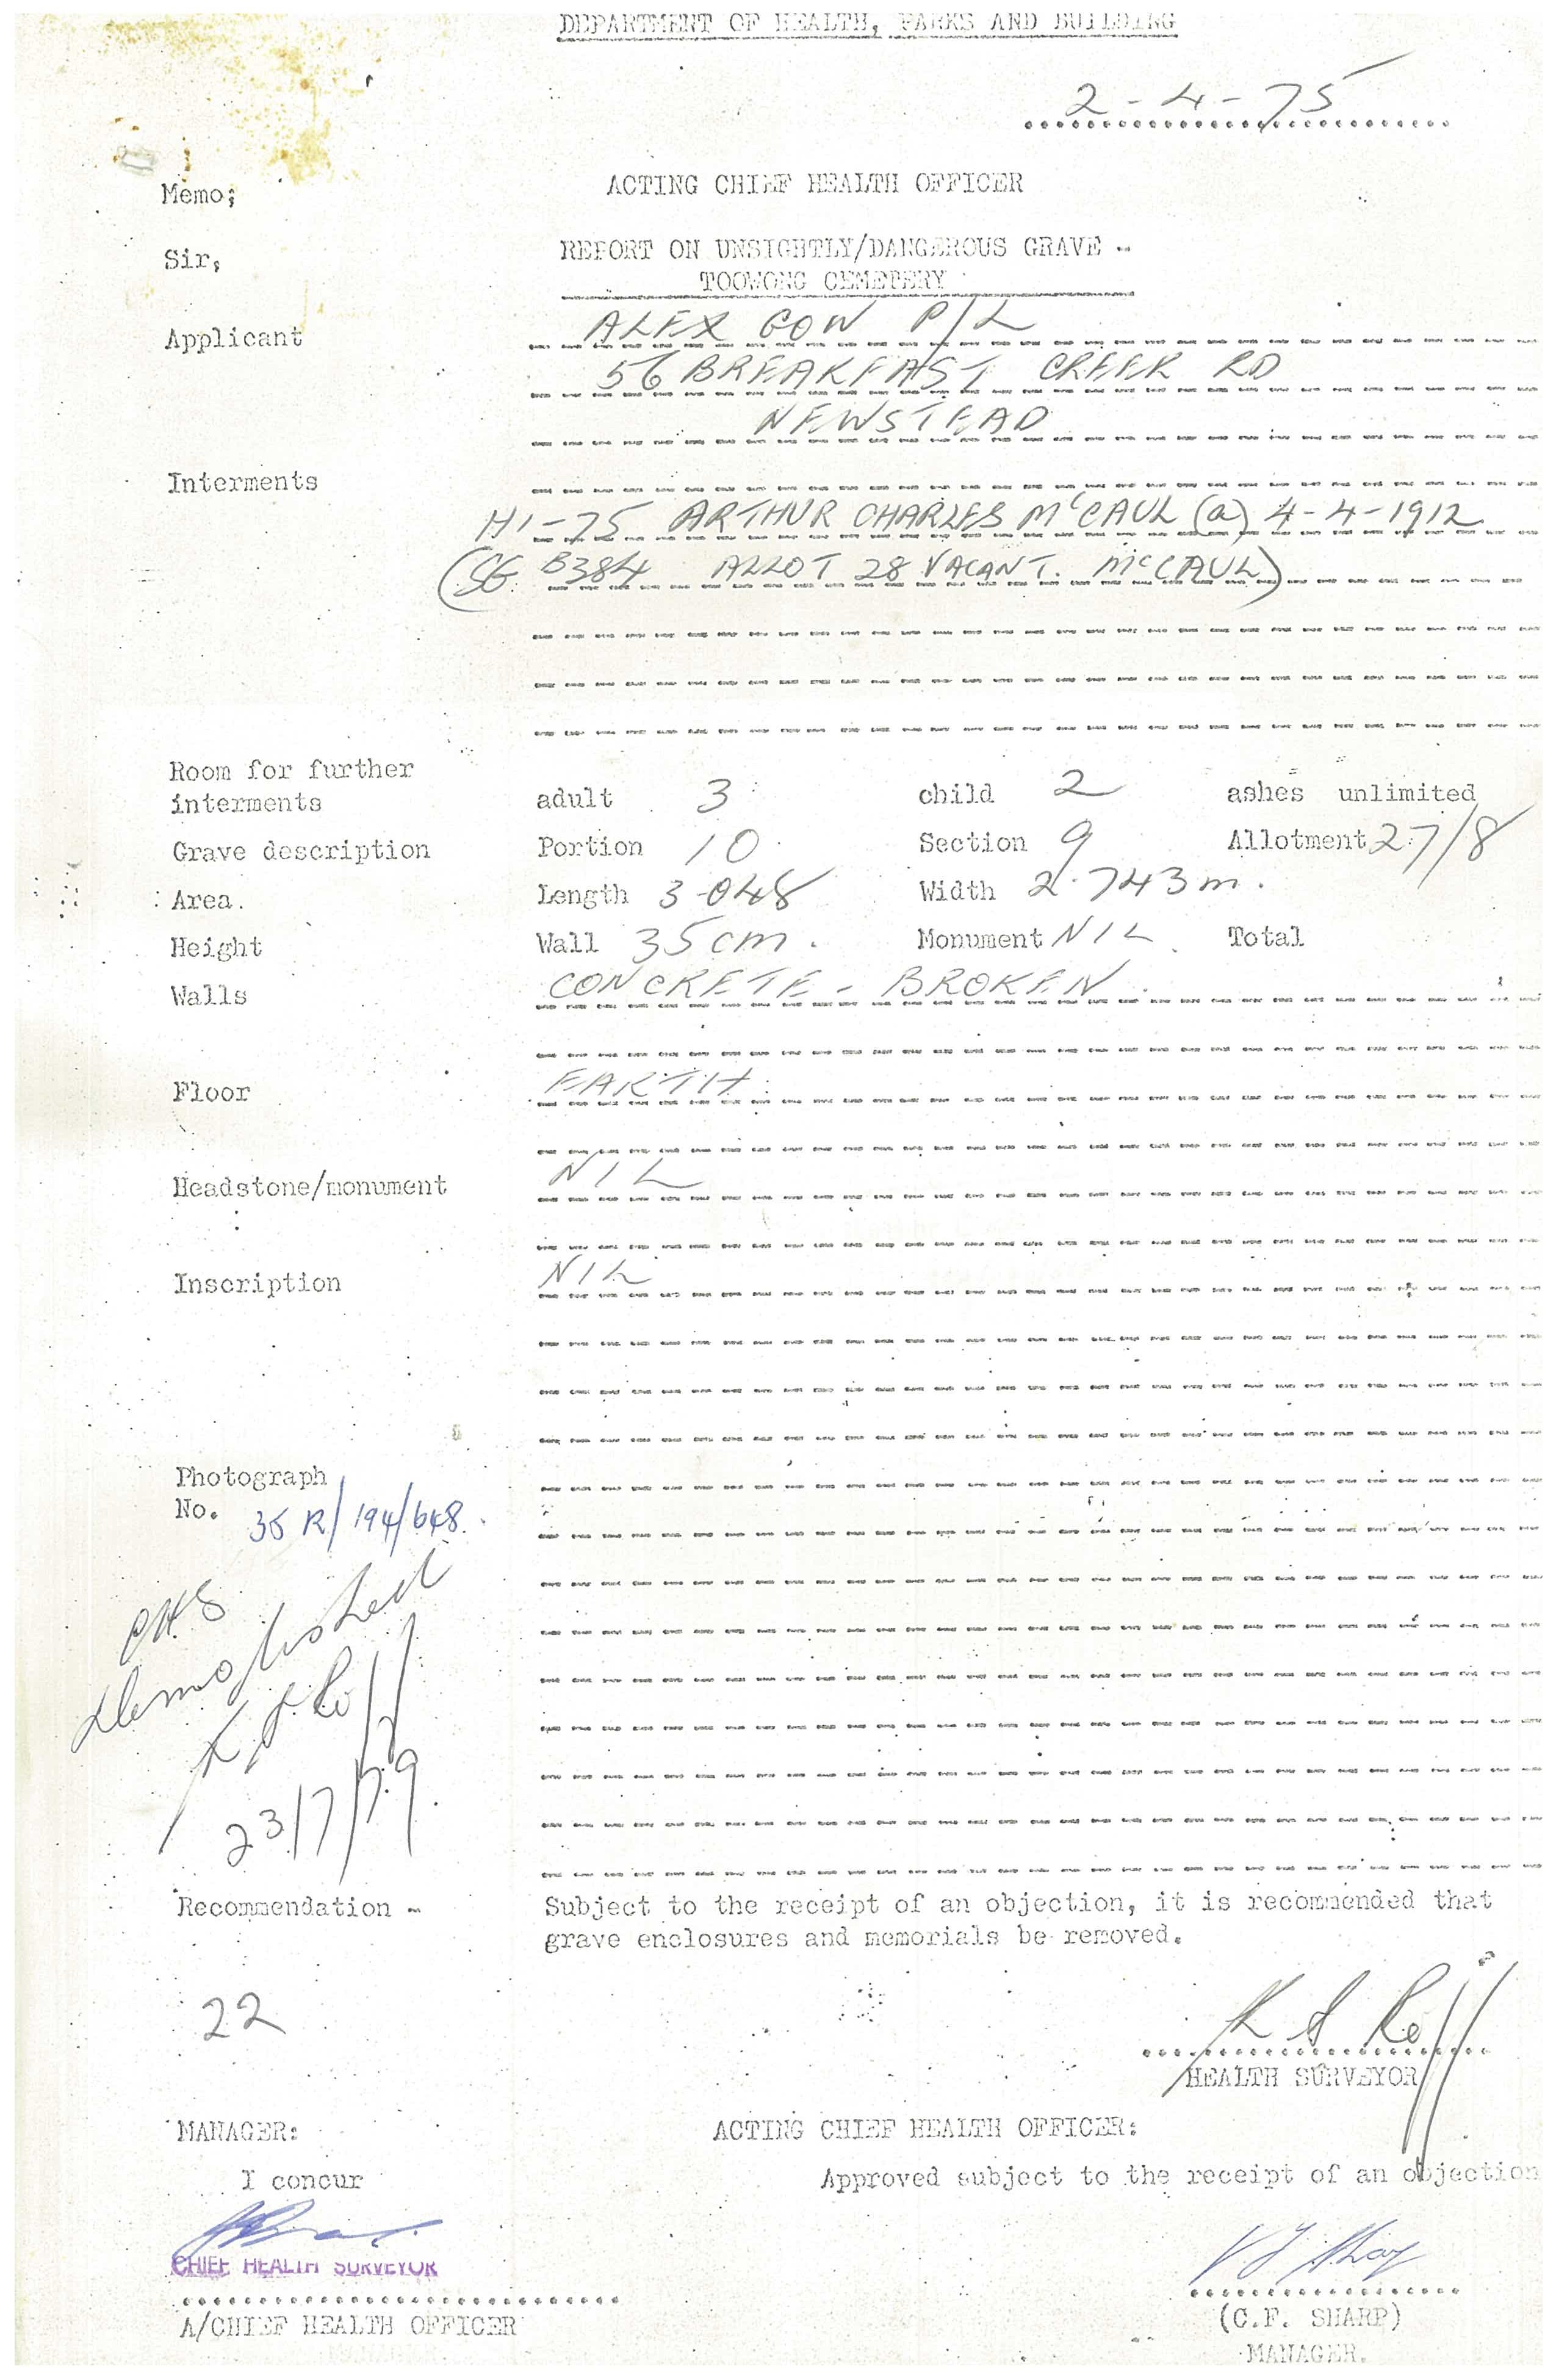 DEPARTMENT OF HEALTH, PARKS AND BUILDING
2-4-75
Memo; ACTING CHIEF HEALTH OFFICER
Sir, REPORT ON UNSIGHTLY/DANGEROUS GRAVE --
TOOWONG CEMETERY
Applicant ALEX GOW P/L
56 BREAKFAST CREEK RD
NEWSTEAD
Interments
H1-75 ARTHUR CHARLES McCAUL (a) 4-4-1912
(SG B384 ALLOT 28 VACANT. McCAUL)
Room for further
interments adult 3 child 2 ashes unlimited
Grave description Portion 10 Section 9 Allotment 27/8
Area. Length 3.048 Width 2.743m.
Height Wall 35cm. Monument NIL Total
Walls CONCRETE - BROKEN
Floor EARTH
Headstone/monument NIL
Inscription NIL
Photograph
No. 35 R/194/648.
CHS
demolished
23/7/79.
Recommendation -- Subject to the receipt of an objection, it is recommended that
grave enclosures and memorials be removed.
22
HEALTH SURVEYOR
MANAGER: ACTING CHIEF HEALTH OFFICER:
I concur Approved subject to the receipt of an objection
CHIEF HEALTH SURVEYOR
A/CHIEF HEALTH OFFICER (C.F. SHARP)
MANAGER.